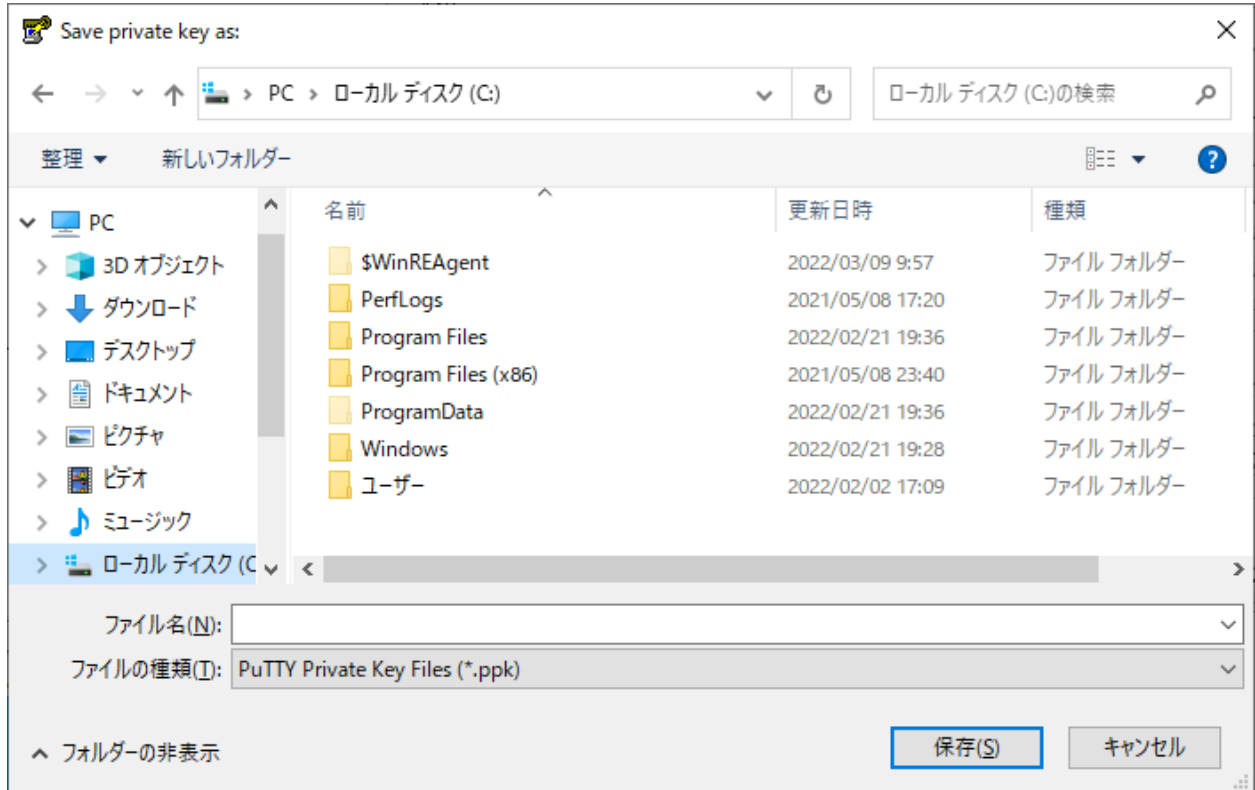 Save private key as:
PC > ローカル ディスク (C:)
ローカル ディスク (C:)の検索
整理 新しいフォルダー
PC
3D オブジェクト
ダウンロード
デスクトップ
ドキュメント
ピクチャ
ビデオ
ミュージック
ローカル ディスク (C
名前 更新日時 種類
$WinREAgent 2022/03/09 9:57 ファイル フォルダー
PerfLogs 2021/05/08 17:20 ファイル フォルダー
Program Files 2022/02/21 19:36 ファイル フォルダー
Program Files (x86) 2021/05/08 23:40 ファイル フォルダー
ProgramData 2022/02/21 19:36 ファイル フォルダー
Windows 2022/02/21 19:28 ファイル フォルダー
ユーザー 2022/02/02 17:09 ファイル フォルダー
ファイル名(N):
ファイルの種類(T): PuTTY Private Key Files (*.ppk)
フォルダーの非表示 保存(S) キャンセル